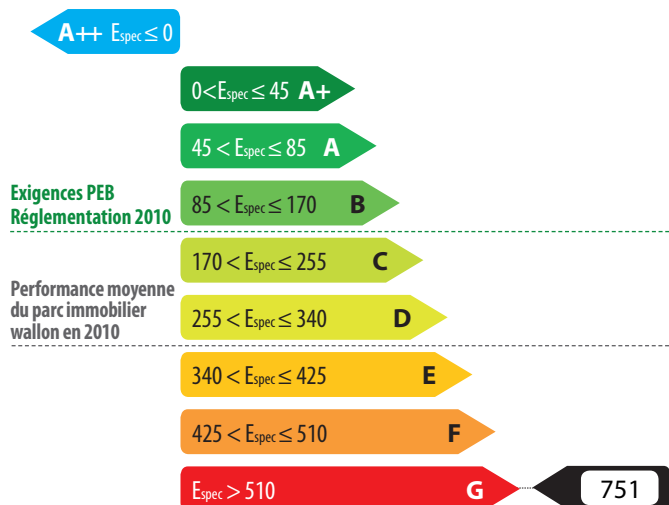 A++ Espec ≤ 0
0<Espec ≤ 45 A+
45 < Espec ≤ 85 A
Exigences PEB
Réglementation 2010
85 < Espec ≤ 170 B
170 < Espec ≤ 255 C
Performance moyenne
du parc immobilier
wallon en 2010
255 < Espec ≤ 340 D
340 < Espec ≤ 425 E
425 < Espec ≤ 510 F
Espec > 510 G
751